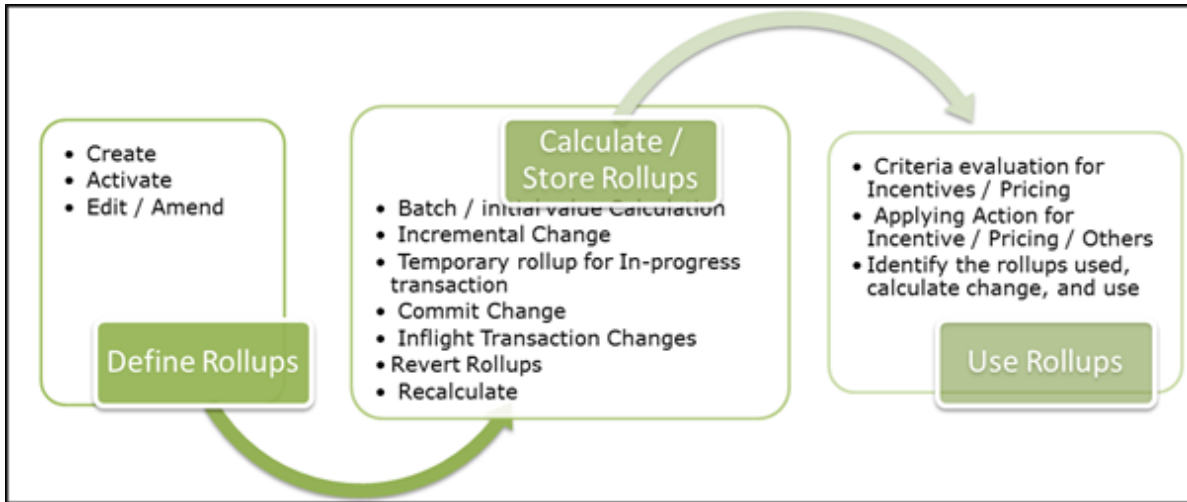 • Create
• Activate
• Edit / Amend
Define Rollups
Calculate /
Store Rollups
• Batch / initial value Calculation
• Incremental Change
• Temporary rollup for In-progress
transaction
• Commit Change
• Inflight Transaction Changes
• Revert Rollups
• Recalculate
• Criteria evaluation for
Incentives / Pricing
• Applying Action for
Incentive / Pricing / Others
• Identify the rollups used,
calculate change, and use
Use Rollups